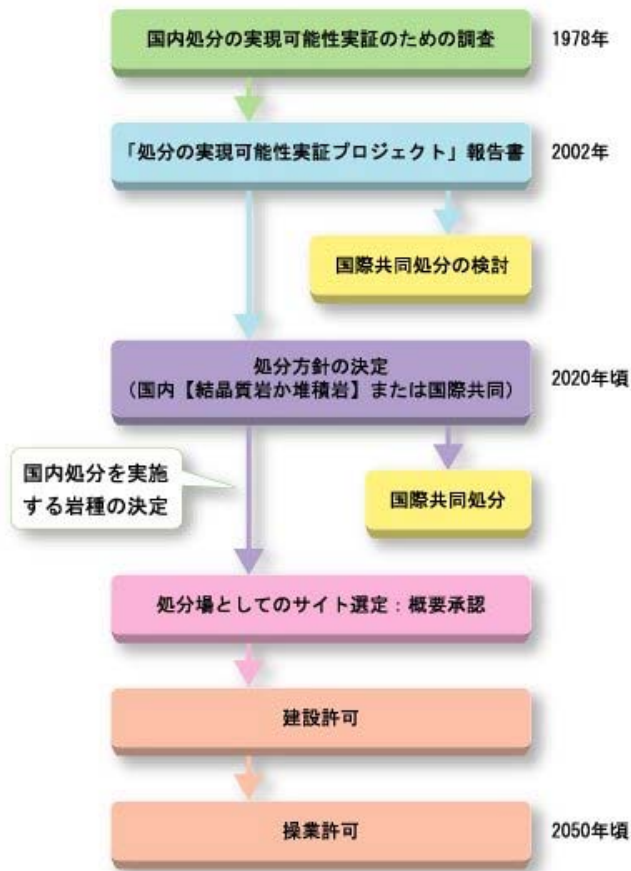 国内処分の実現可能性実証のための調査
1978年
「処分の実現可能性実証プロジェクト」報告書
2002年
国際共同処分の検討
処分方針の決定
(国内【結晶質岩か堆積岩】または国際共同)
2020年頃
国内処分を実施
する岩種の決定
国際共同処分
処分場としてのサイト選定:概要承認
建設許可
操業許可
2050年頃